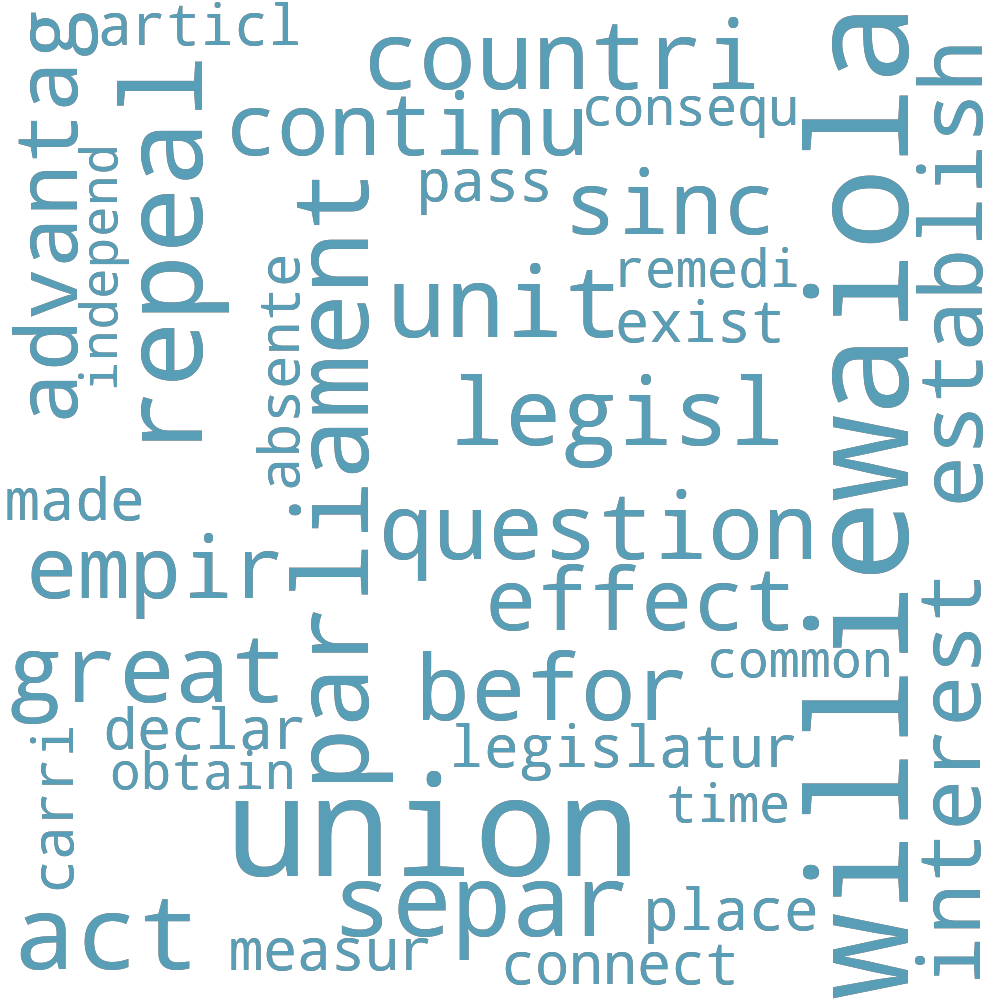 articl
advantag
countri
continu
consequ
independ
repeal
pass
sinc
williewaiola
establish
absente
parliament
unit
remedi
exist
legisl
made
question
empir
effect
great
befor
common
interest
declar
legislatur
carri
obtain
time
union
separ
act
place
measur
connect